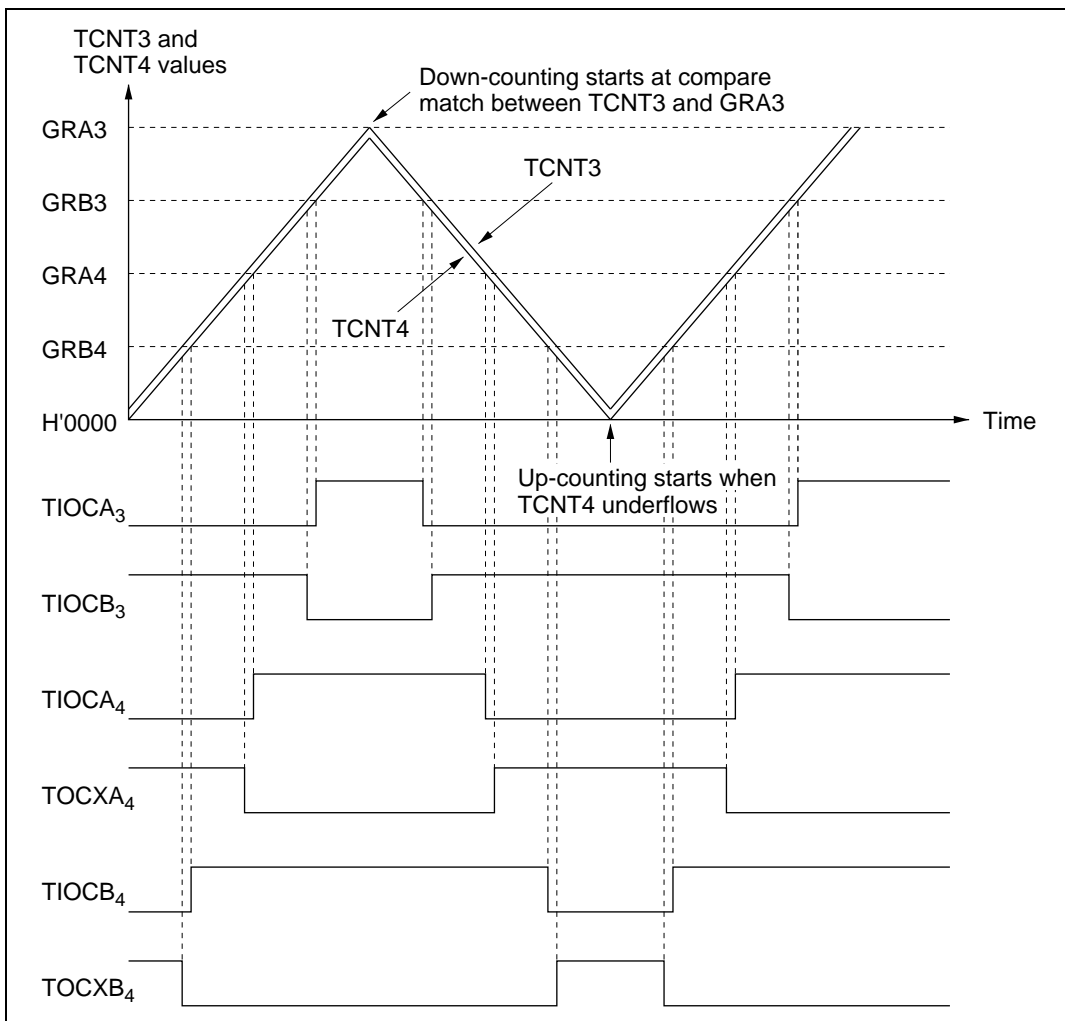 TCNT3 and
TCNT4 values
Down-counting starts at compare
match between TCNT3 and GRA3
GRA3
TCNT3
GRB3
GRA4
TCNT4
GRB4
H'0000
Time
Up-counting starts when
TCNT4 underflows
TIOCA3
TIOCB3
TIOCA4
TOCXA4
TIOCB4
TOCXB4